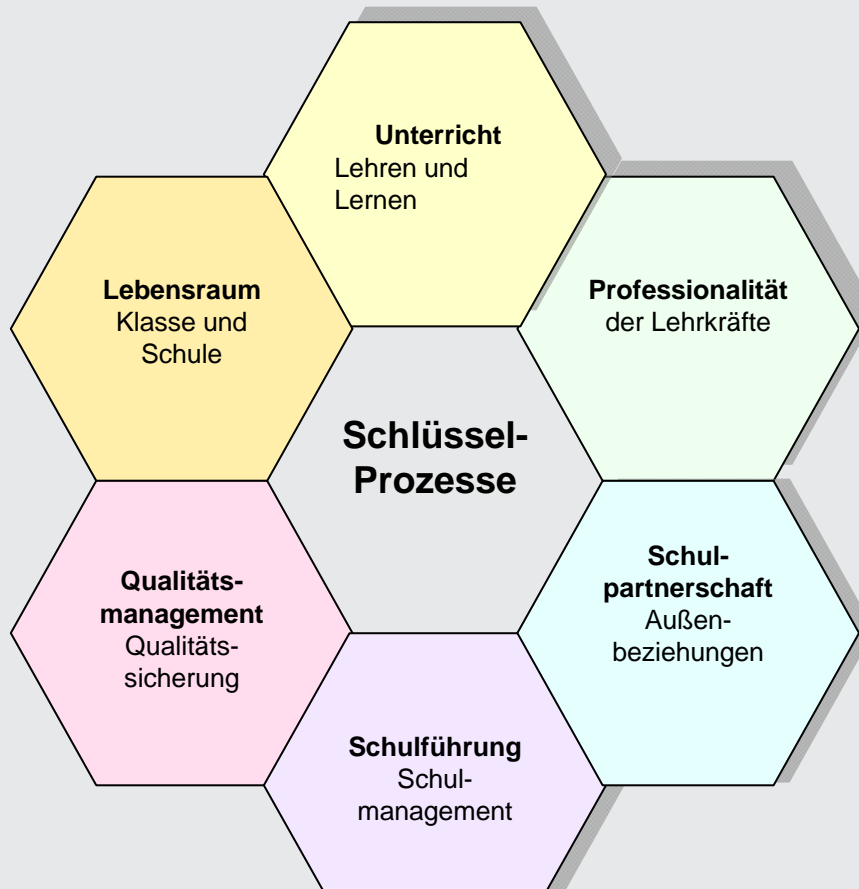 Unterricht
Lehren und
Lernen
Lebensraum
Klasse und
Schule
Professionalität
der Lehrkräfte
Schlüssel-
Prozesse
Qualitäts-
management
Qualitäts-
sicherung
Schul-
partnerschaft
Außen-
beziehungen
Schulführung
Schul-
management